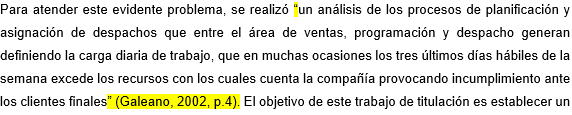 Para atender este evidente problema, se realizó “un análisis de los procesos de planificación y
asignación de despachos que entre el área de ventas, programación y despacho generan
definiendo la carga diaria de trabajo, que en muchas ocasiones los tres últimos días hábiles de la
semana excede los recursos con los cuales cuenta la compañía provocando incumplimiento ante
los clientes finales” (Galeano, 2002, p.4). El objetivo de este trabajo de titulación es establecer un